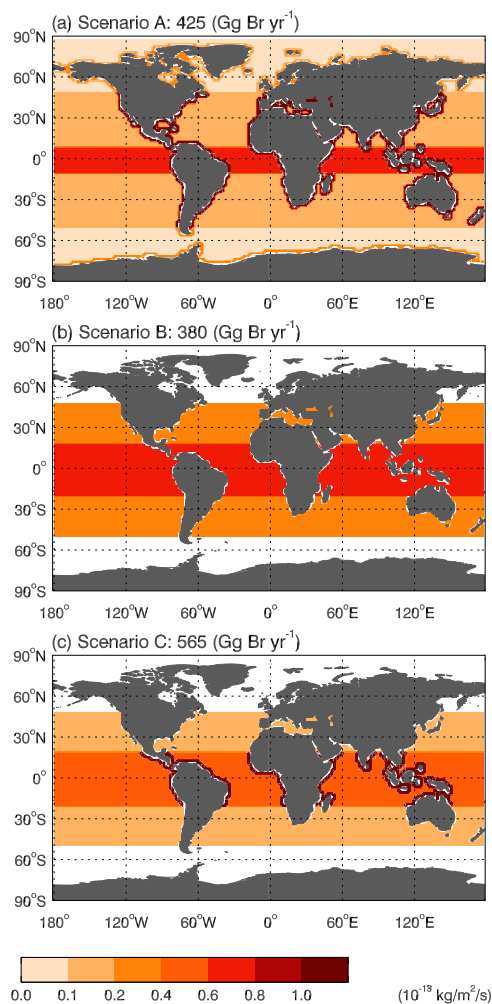 (a) Scenario A: 425 (Gg Br yr⁻¹)
90°N
60°N
30°N
0°
30°S
60°S
90°S
180° 120°W 60°W 0° 60°E 120°E
(b) Scenario B: 380 (Gg Br yr⁻¹)
90°N
60°N
30°N
0°
30°S
60°S
90°S
180° 120°W 60°W 0° 60°E 120°E
(c) Scenario C: 565 (Gg Br yr⁻¹)
90°N
60°N
30°N
0°
30°S
60°S
90°S
180° 120°W 60°W 0° 60°E 120°E
0.0 0.1 0.2 0.4 0.6 0.8 1.0 (10⁻¹³ kg/m²/s)